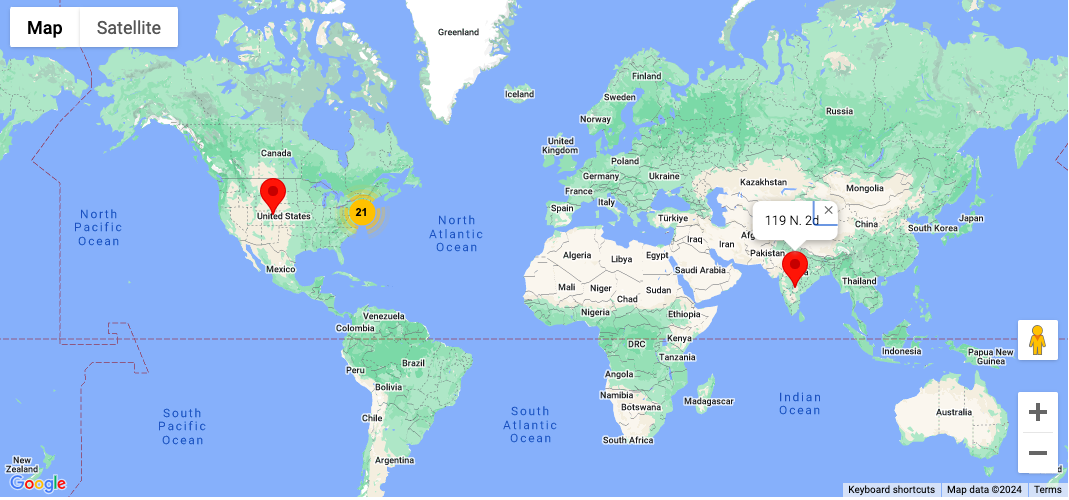 Map
Satellite
Greenland
Iceland
Finland
Sweden
Norway
Russia
United
Kingdom
Poland
Germany
Ukraine
France
Italy
Spain
Türkiye
Kazakhstan
Mongolia
Canada
United States
21
North
Pacific
Ocean
North
Atlantic
Ocean
119 N. 2d
China
Japan
South Korea
Iraq
Iran
Pakistan
Algeria
Libya
Egypt
Saudi Arabia
Mexico
Mali
Niger
Chad
Sudan
Thailand
Nigeria
Ethiopia
Venezuela
Colombia
DRC
Kenya
Tanzania
Indonesia
Papua New
Guinea
Peru
Brazil
Bolivia
Angola
Namibia
Botswana
Madagascar
Indian
Ocean
South
Pacific
Ocean
South
Atlantic
Ocean
Chile
Australia
South Africa
Argentina
New
Zealand
Google
Keyboard shortcuts
Map data ©2024
Terms